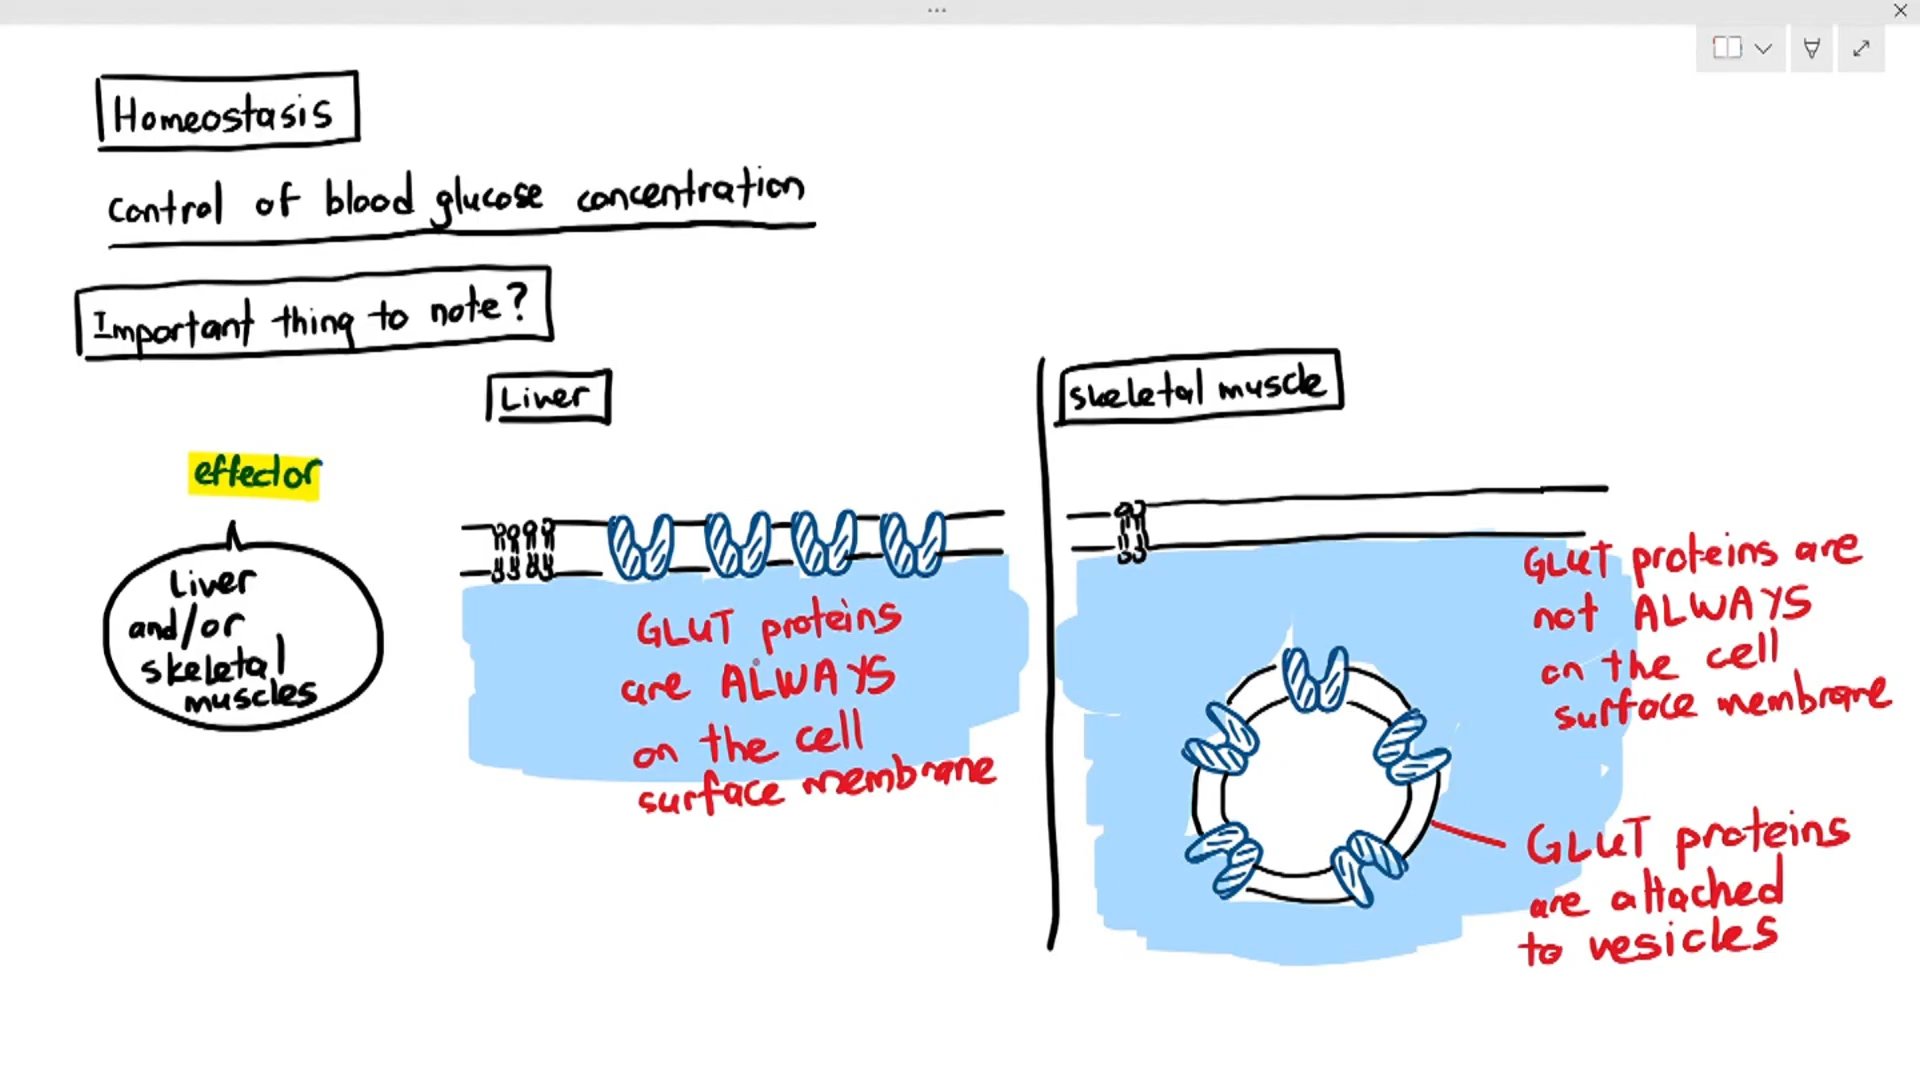 Homeostasis
Control of blood glucose concentration
Important thing to note?
Liver
skeletal muscle
effector
Liver
and/or
skeletal
muscles
GLUT proteins
are ALWAYS
on the cell
surface membrane
GLUT proteins are
not ALWAYS
on the cell
surface membrane
GLUT proteins
are attached
to vesicles